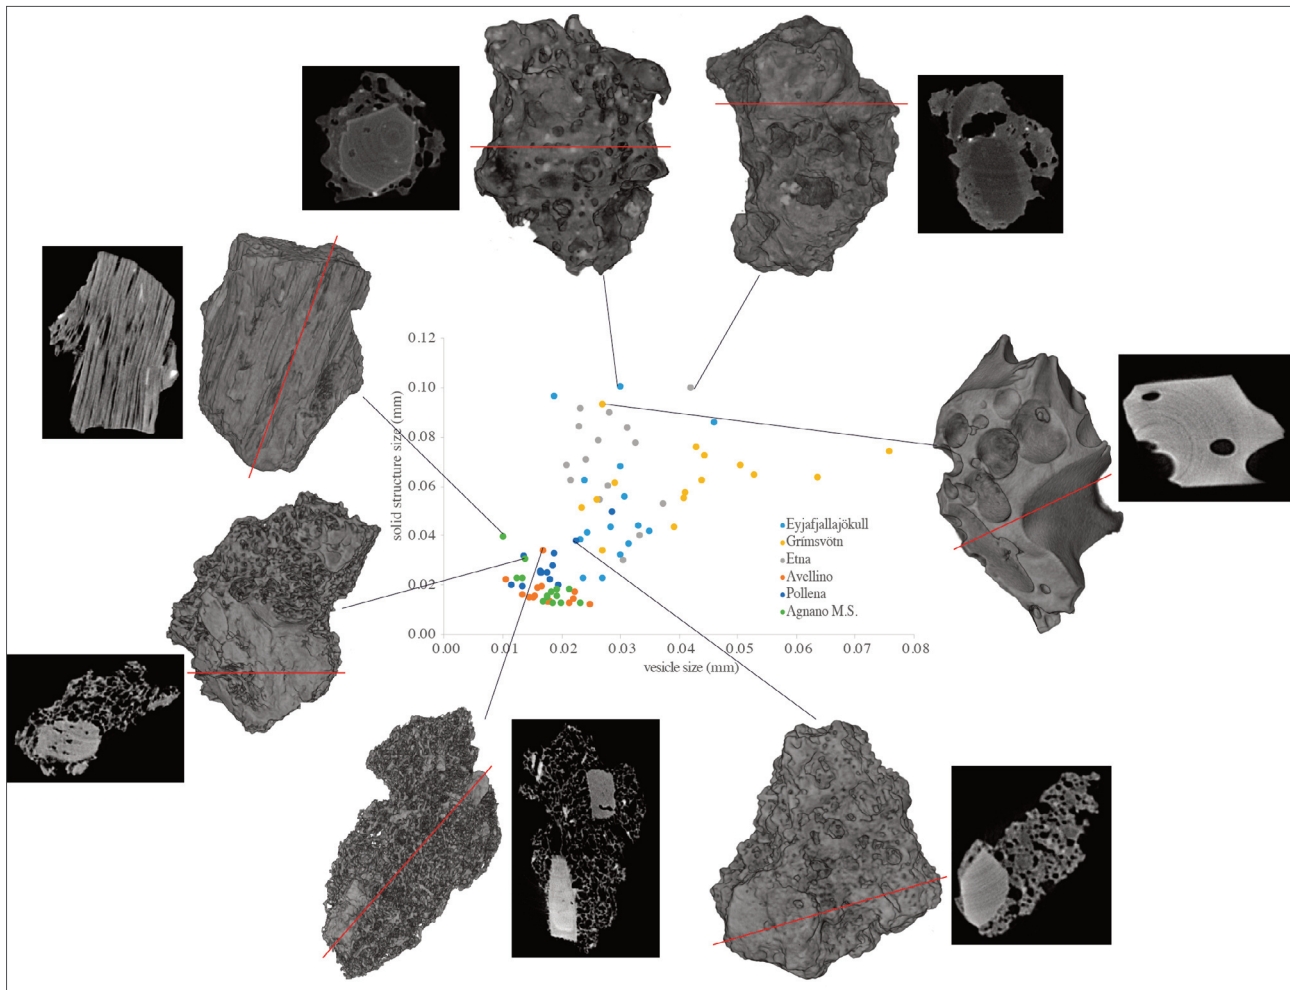 0.12
0.10
0.08
0.06
0.04
0.02
0.00
solid structure size (mm)
Eyjafjallajökull
Grímsvötn
Etna
Avellino
Pollena
Agnano M.S.
0.00 0.01 0.02 0.03 0.04 0.05 0.06 0.07 0.08
vesicle size (mm)